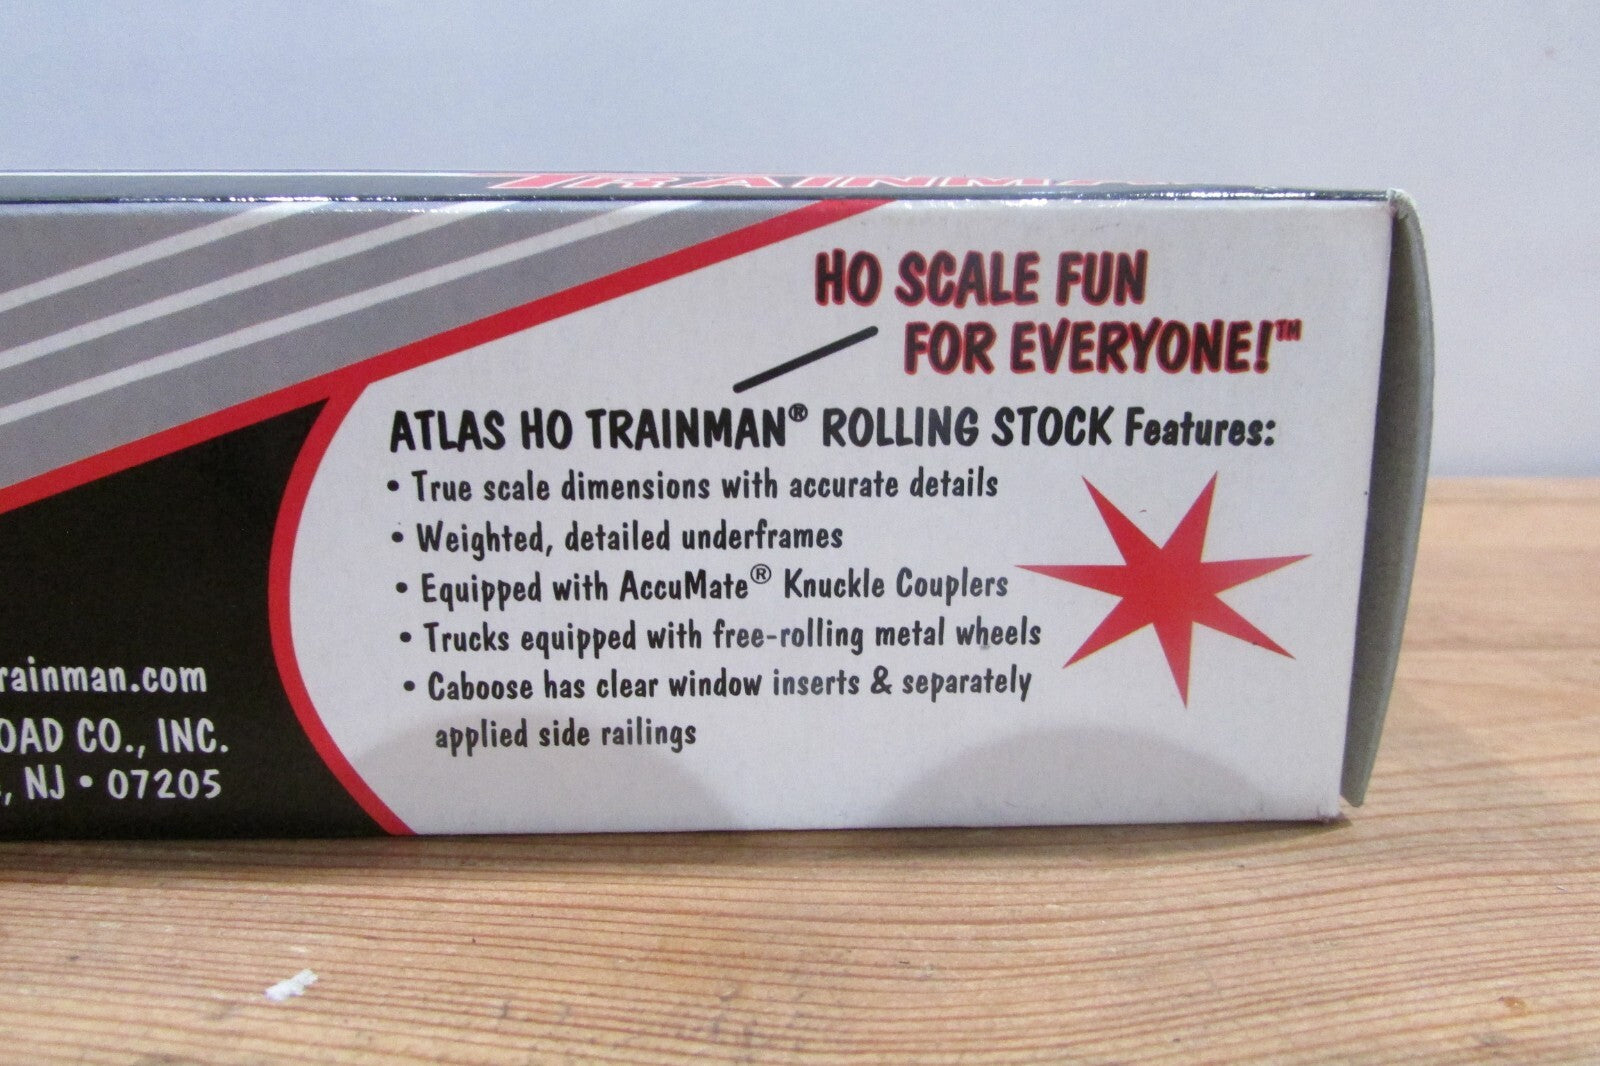 TRAINMA
HO SCALE FUN
FOR EVERYONE!™
ATLAS HO TRAINMAN® ROLLING STOCK Features:
• True scale dimensions with accurate details
• Weighted, detailed underframes
• Equipped with AccuMate® Knuckle Couplers
• Trucks equipped with free-rolling metal wheels
• Caboose has clear window inserts & separately
applied side railings
rainman.com
OAD CO., INC.
, NJ • 07205